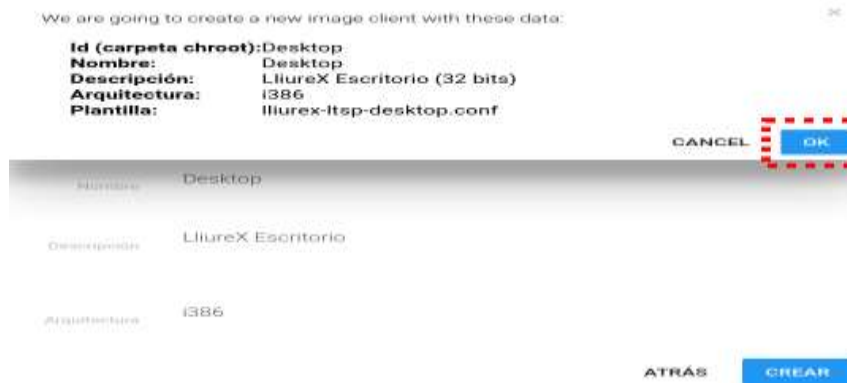 We are going to create a new image client with these data:
×
Id (carpeta chroot):Desktop
Nombre: Desktop
Descripción: LliureX Escritorio (32 bits)
Arquitectura: i386
Plantilla: lliurex-ltsp-desktop.conf
CANCEL OK
Nombre Desktop
Descripción LliureX Escritorio
Arquitectura i386
ATRÁS CREAR